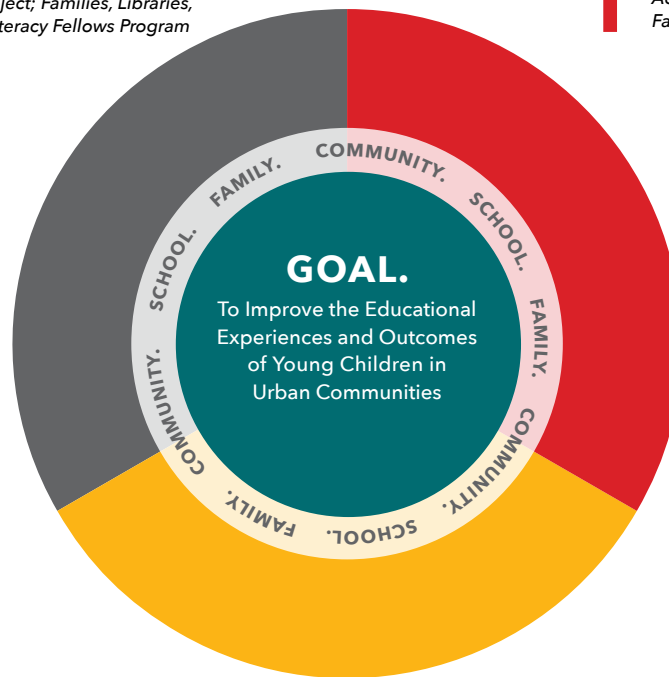 ject; Families, Libraries,
teracy Fellows Program
Fa
COMMUNITY. SCHOOL. FAMILY. COMMUNITY. SCHOOL. FAMILY. COMMUNITY. SCHOOL. FAMILY.
GOAL.
To Improve the Educational
Experiences and Outcomes
of Young Children in
Urban Communities